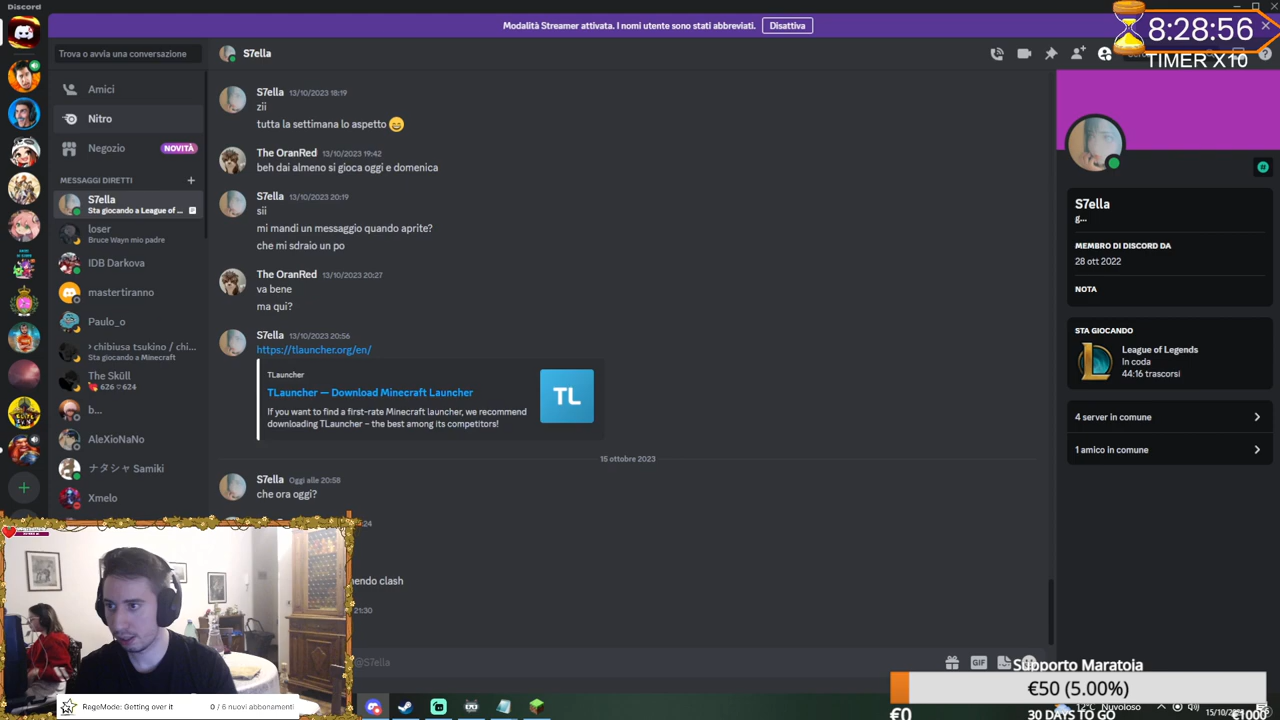 Discord
Modalità Streamer attivata. I nomi utente sono stati abbreviati.
Disattiva
8:28:56
TIMER X10
Trova o avvia una conversazione
S7ella
Amici
Nitro
Negozio
NOVITÀ
MESSAGGI DIRETTI
S7ella
Sta giocando a League of ...
loser
Bruce Wayn mio padre
IDB Darkova
mastertiranno
Paulo_o
› chibiusa tsukino / chi...
Sta giocando a Minecraft
The Skūll
626 ♡624
b...
AleXioNaNo
ナタシャ Samiki
Xmelo
S7ella 13/10/2023 18:19
zii
tutta la settimana lo aspetto
The OranRed 13/10/2023 19:42
beh dai almeno si gioca oggi e domenica
S7ella 13/10/2023 20:19
sii
mi mandi un messaggio quando aprite?
che mi sdraio un po
The OranRed 13/10/2023 20:27
va bene
ma qui?
S7ella 13/10/2023 20:56
https://tlauncher.org/en/
TLauncher
TLauncher — Download Minecraft Launcher
If you want to find a first-rate Minecraft launcher, we recommend
downloading TLauncher – the best among its competitors!
TL
15 ottobre 2023
S7ella Oggi alle 20:58
che ora oggi?
:24
endo clash
21:30
@S7ella
GIF
S7ella
g...
MEMBRO DI DISCORD DA
28 ott 2022
NOTA
STA GIOCANDO
League of Legends
In coda
44:16 trascorsi
4 server in comune
1 amico in comune
RageMode: Getting over it
0 / 6 nuovi abbonamenti
Supporto Maratoia
€50 (5.00%)
€0
30 DAYS TO GO
€1000
12°C Nuvoloso
15/10/